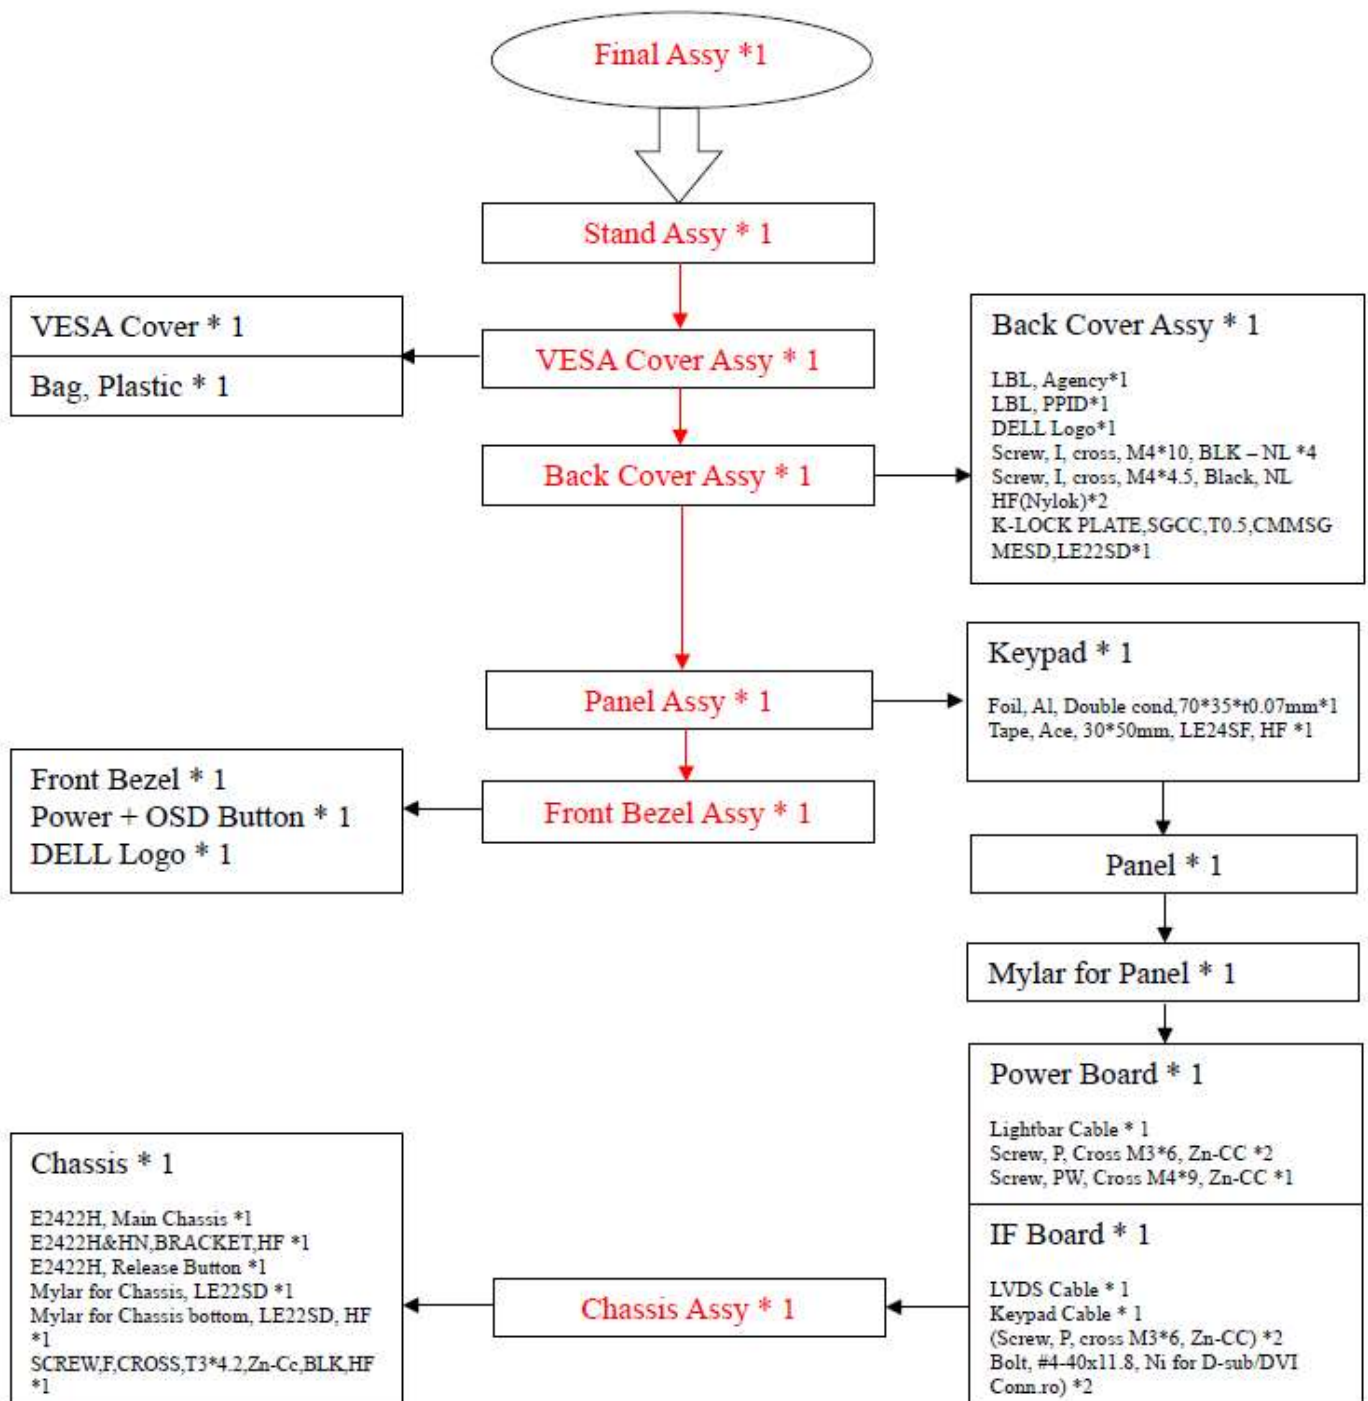 Final Assy *1
Stand Assy * 1
VESA Cover * 1
Bag, Plastic * 1
VESA Cover Assy * 1
Back Cover Assy * 1
Back Cover Assy * 1
LBL, Agency*1
LBL, PPID*1
DELL Logo*1
Screw, I, cross, M4*10, BLK – NL *4
Screw, I, cross, M4*4.5, Black, NL
HF(Nylok)*2
K-LOCK PLATE,SGCC,T0.5,CMMSG
MESD,LE22SD*1
Panel Assy * 1
Keypad * 1
Foil, Al, Double cond,70*35*t0.07mm*1
Tape, Ace, 30*50mm, LE24SF, HF *1
Front Bezel * 1
Power + OSD Button * 1
DELL Logo * 1
Front Bezel Assy * 1
Panel * 1
Mylar for Panel * 1
Power Board * 1
Lightbar Cable * 1
Screw, P, Cross M3*6, Zn-CC *2
Screw, PW, Cross M4*9, Zn-CC *1
IF Board * 1
LVDS Cable * 1
Keypad Cable * 1
(Screw, P, cross M3*6, Zn-CC) *2
Bolt, #4-40x11.8, Ni for D-sub/DVI
Conn.ro) *2
Chassis Assy * 1
Chassis * 1
E2422H, Main Chassis *1
E2422H&HN,BRACKET,HF *1
E2422H, Release Button *1
Mylar for Chassis, LE22SD *1
Mylar for Chassis bottom, LE22SD, HF
*1
SCREW,F,CROSS,T3*4.2,Zn-Cc,BLK,HF
*1